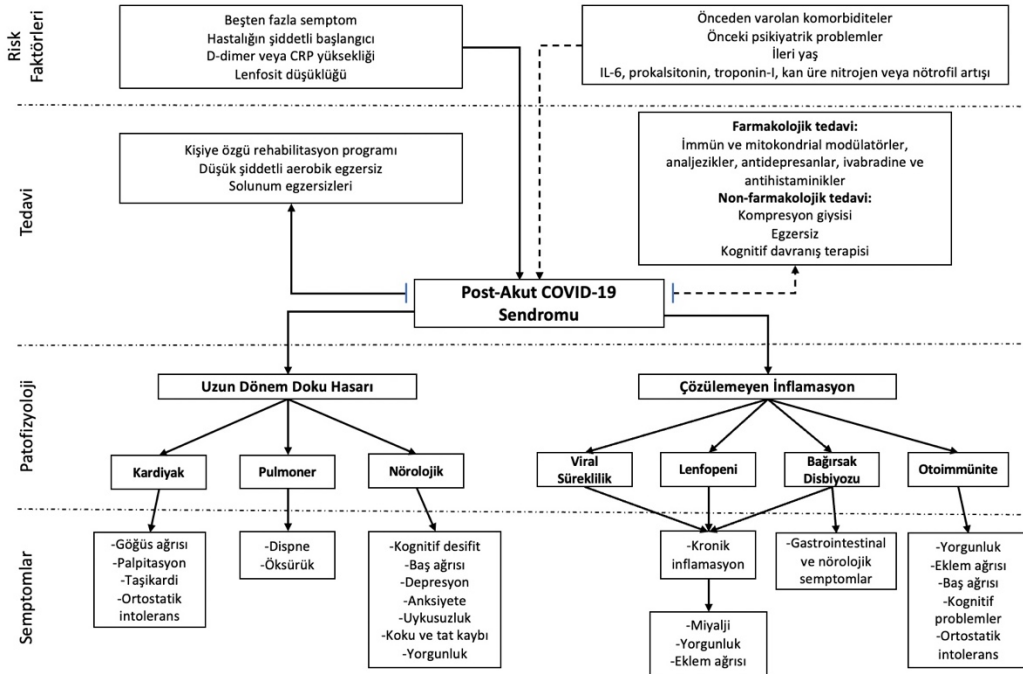 Risk
Faktörleri
Beşten fazla semptom
Hastalığın şiddetli başlangıcı
D-dimer veya CRP yüksekliği
Lenfosit düşüklüğü
Önceden varolan komorbiditeler
Önceki psikiyatrik problemler
İleri yaş
IL-6, prokalsitonin, troponin-I, kan üre nitrojen veya nötrofil artışı
Tedavi
Kişiye özgü rehabilitasyon programı
Düşük şiddetli aerobik egzersiz
Solunum egzersizleri
Farmakolojik tedavi:
İmmün ve mitokondrial modülatörler,
analjezikler, antidepresanlar, ivabradine ve
antihistaminikler
Non-farmakolojik tedavi:
Kompresyon giysisi
Egzersiz
Kognitif davranış terapisi
Post-Akut COVID-19
Sendromu
Patofizyoloji
Uzun Dönem Doku Hasarı
Çözülemeyen İnflamasyon
Kardiyak
Pulmoner
Nörolojik
Viral
Süreklilik
Lenfopeni
Bağırsak
Disbiyozu
Otoimmünite
Semptomlar
-Göğüs ağrısı
-Palpitasyon
-Taşikardi
-Ortostatik
intolerans
-Dispne
-Öksürük
-Kognitif desifit
-Baş ağrısı
-Depresyon
-Anksiyete
-Uykusuzluk
-Koku ve tat kaybı
-Yorgunluk
-Kronik
inflamasyon
-Miyalji
-Yorgunluk
-Eklem ağrısı
-Gastrointestinal
ve nörolojik
semptomlar
-Yorgunluk
-Eklem ağrısı
-Baş ağrısı
-Kognitif
problemler
-Ortostatik
intolerans